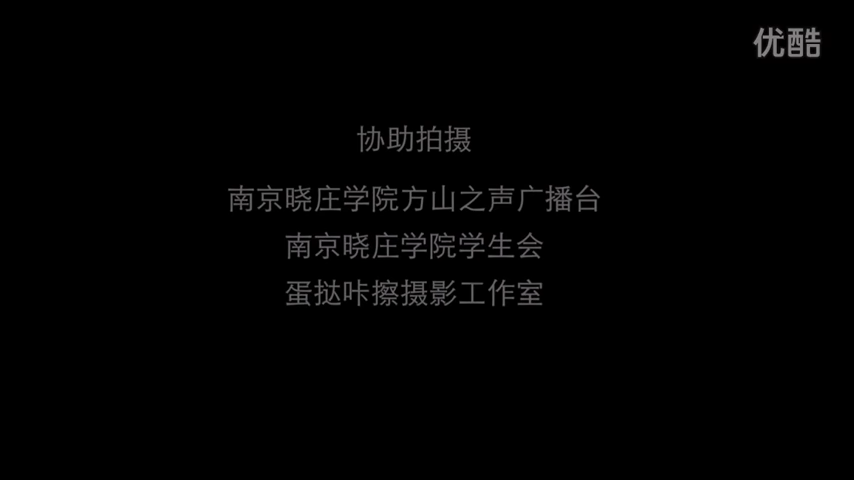 优酷
协助拍摄
南京晓庄学院方山之声广播台
南京晓庄学院学生会
蛋挞咔擦摄影工作室